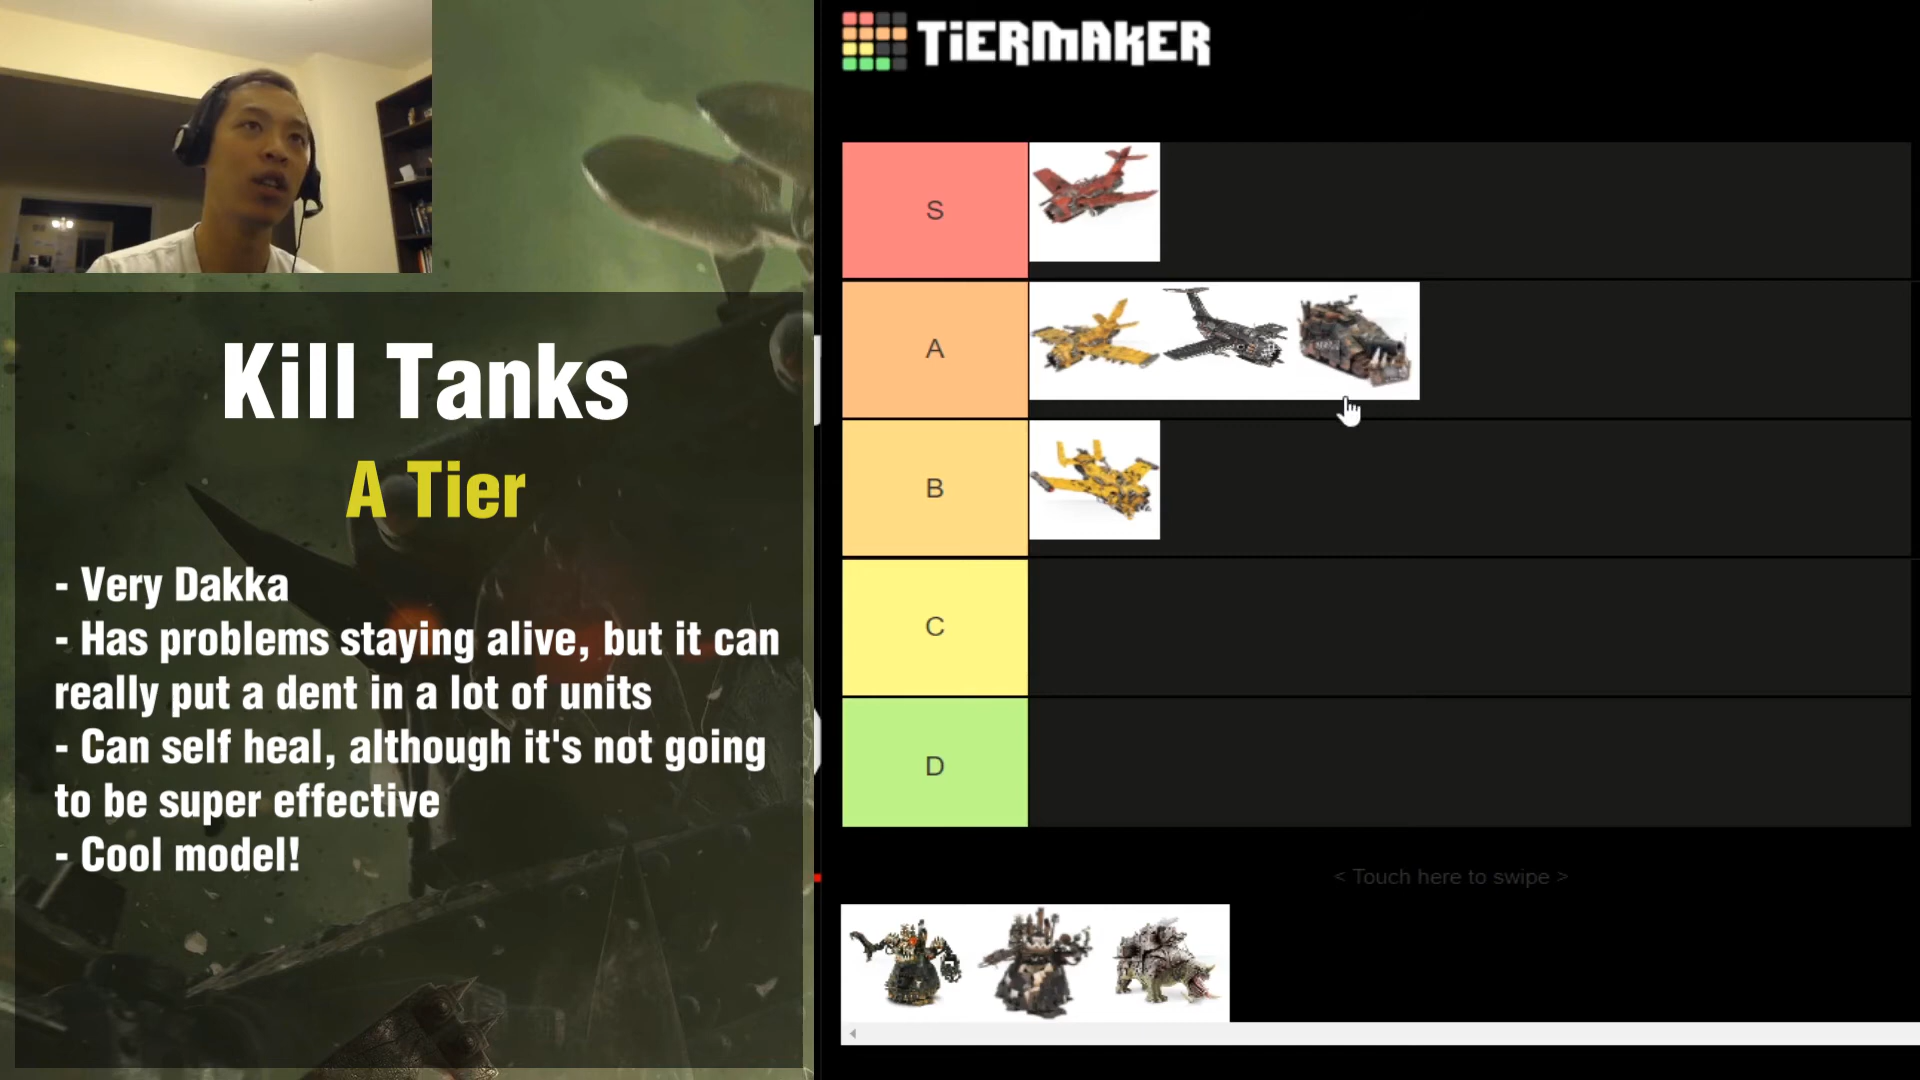 TiERMAKER
Kill Tanks
A Tier
- Very Dakka
- Has problems staying alive, but it can
really put a dent in a lot of units
- Can self heal, although it's not going
to be super effective
- Cool model!
S
A
B
C
D
< Touch here to swipe >